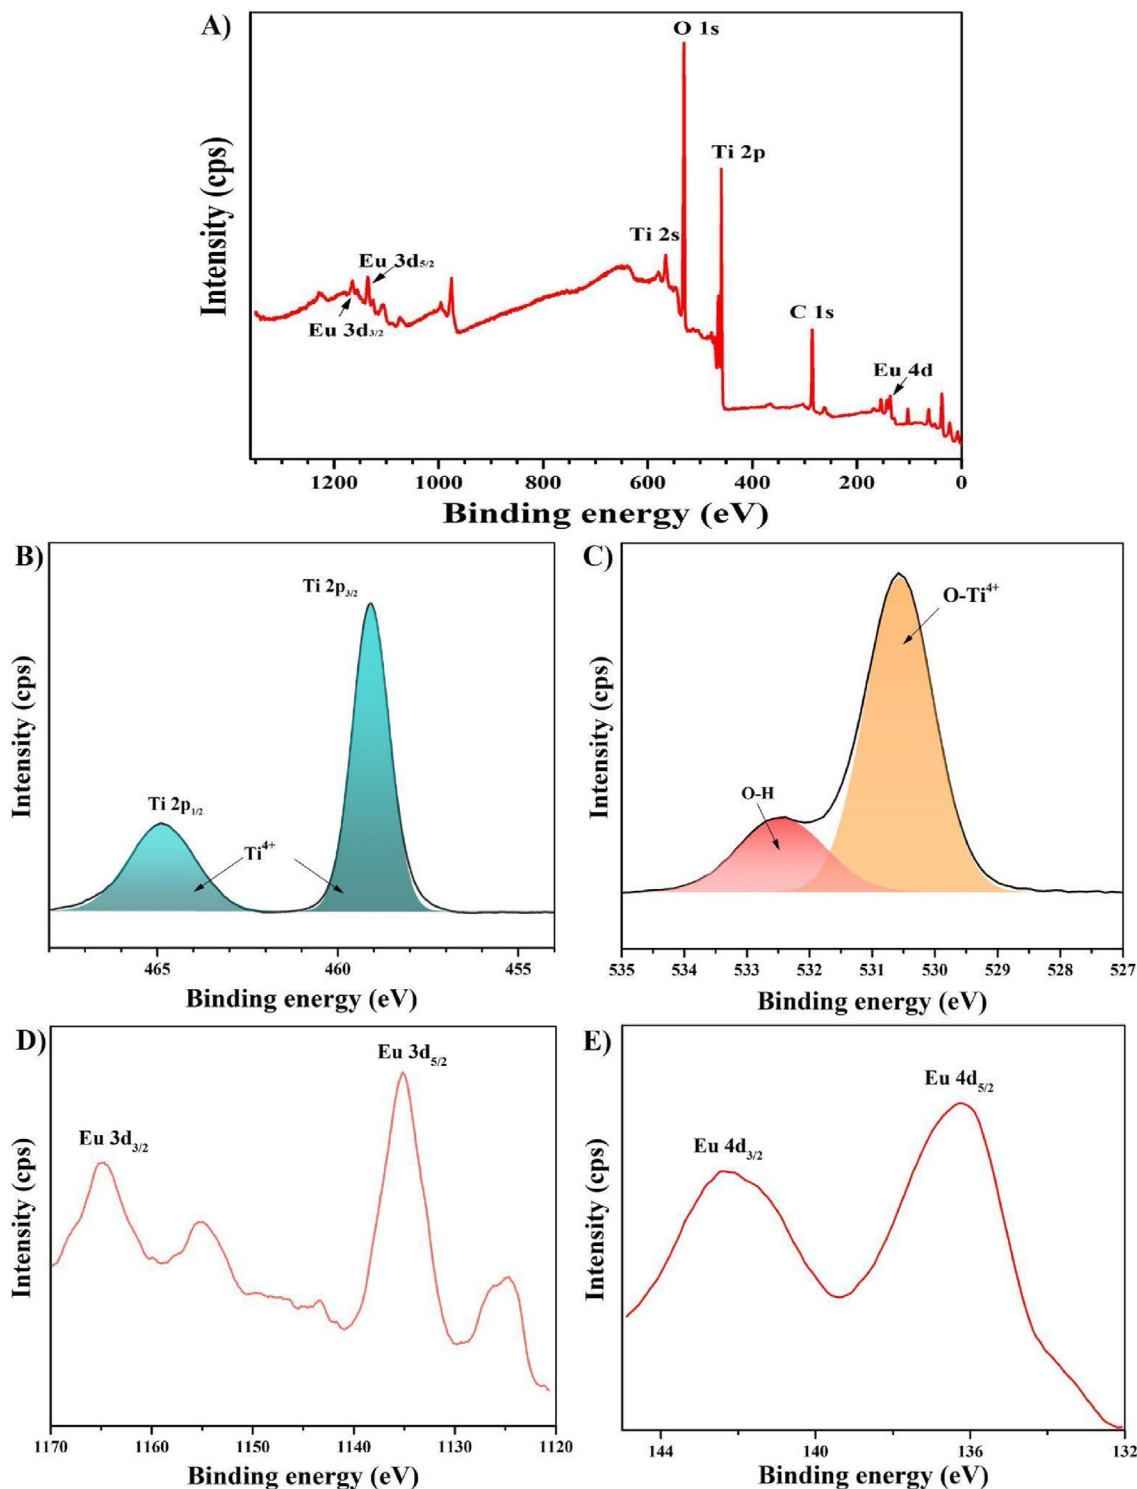 A)
O 1s
Ti 2p
Ti 2s
Eu 3d5/2
Eu 3d3/2
C 1s
Eu 4d
Intensity (cps)
1200 1000 800 600 400 200 0
Binding energy (eV)
B)
Ti 2p3/2
Ti 2p1/2
Ti4+
Intensity (cps)
465 460 455
Binding energy (eV)
C)
O-Ti4+
O-H
Intensity (cps)
535 534 533 532 531 530 529 528 527
Binding energy (eV)
D)
Eu 3d5/2
Eu 3d3/2
Intensity (cps)
1170 1160 1150 1140 1130 1120
Binding energy (eV)
E)
Eu 4d5/2
Eu 4d3/2
Intensity (cps)
144 140 136 132
Binding energy (eV)